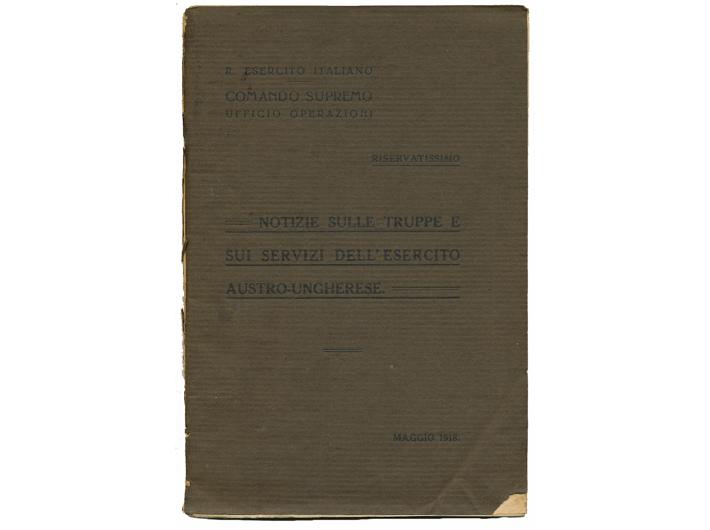 R. ESERCITO ITALIANO
COMANDO SUPREMO
UFFICIO OPERAZIONI
RISERVATISSIMO
NOTIZIE SULLE TRUPPE E
SUI SERVIZI DELL'ESERCITO
AUSTRO-UNGHERESE.
MAGGIO 1918.